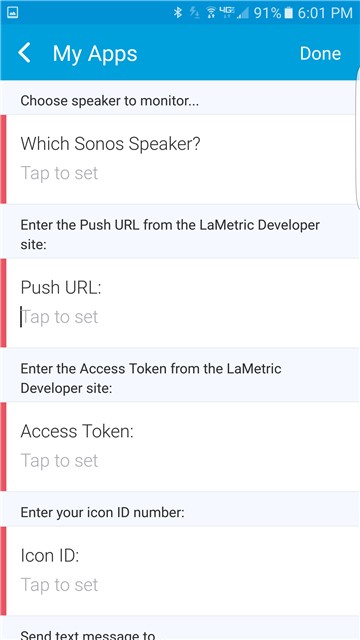 4G 91% 6:01 PM
My Apps
Done
Choose speaker to monitor...
Which Sonos Speaker?
Tap to set
Enter the Push URL from the LaMetric Developer
site:
Push URL:
Tap to set
Enter the Access Token from the LaMetric
Developer site:
Access Token:
Tap to set
Enter your icon ID number:
Icon ID:
Tap to set
Send text message to